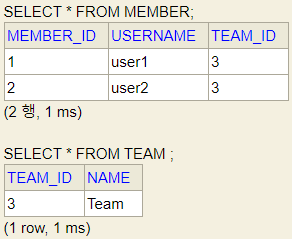 SELECT * FROM MEMBER;
MEMBER_ID USERNAME TEAM_ID
1 user1 3
2 user2 3
(2 행, 1 ms)
SELECT * FROM TEAM ;
TEAM_ID NAME
3 Team
(1 row, 1 ms)